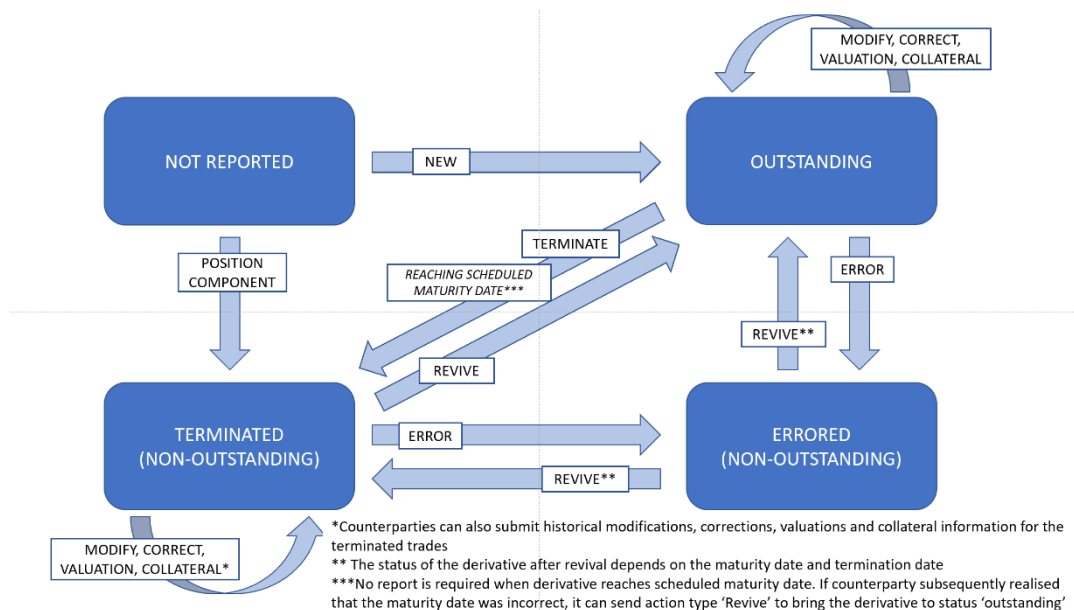 MODIFY, CORRECT,
VALUATION, COLLATERAL
NOT REPORTED
NEW
OUTSTANDING
POSITION
COMPONENT
TERMINATE
REACHING SCHEDULED
MATURITY DATE***
ERROR
REVIVE**
REVIVE
TERMINATED
(NON-OUTSTANDING)
ERROR
ERRORED
(NON-OUTSTANDING)
REVIVE**
MODIFY, CORRECT,
VALUATION, COLLATERAL*
*Counterparties can also submit historical modifications, corrections, valuations and collateral information for the
terminated trades
** The status of the derivative after revival depends on the maturity date and termination date
***No report is required when derivative reaches scheduled maturity date. If counterparty subsequently realised
that the maturity date was incorrect, it can send action type ‘Revive’ to bring the derivative to status ‘outstanding’